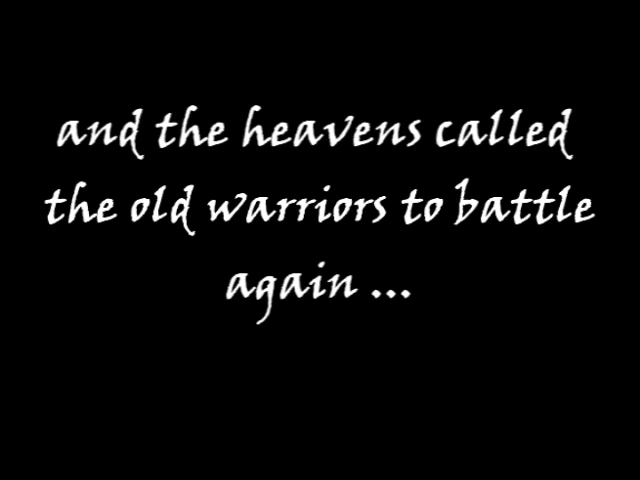 and the heavens called
the old warriors to battle
again ...